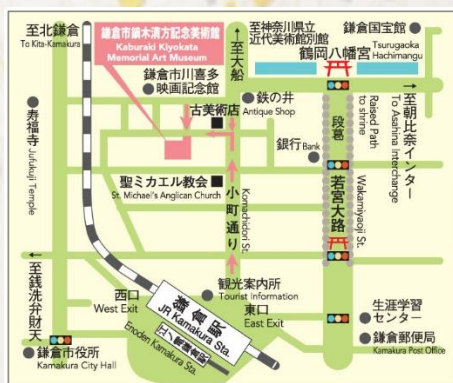 至北鎌倉
To Kita-Kamakura
鎌倉市鏑木清方記念美術館
Kaburaki Kiyokata
Memorial Art Museum
至大船
至神奈川県立
近代美術館別館
鎌倉国宝館
鶴岡八幡宮
Tsurugaoka
Hachimangu
鎌倉市川喜多
映画記念館
鉄の井
古美術店
Antique Shop
寿福寺
Jufukuji Temple
銀行 Bank
段葛
Raised Path
to shrine
至朝比奈インター
To Asahina Interchange
聖ミカエル教会
St. Michael's Anglican Church
小町通り
Komachidori St.
若宮大路
Wakamiyaoji St.
至銭洗弁財天
西口
West Exit
鎌倉駅
JR Kamakura Sta.
江ノ電鎌倉駅
Enoden Kamakura Sta.
観光案内所
Tourist Information
東口
East Exit
生涯学習
センター
鎌倉郵便局
Kamakura Post Office
鎌倉市役所
Kamakura City Hall